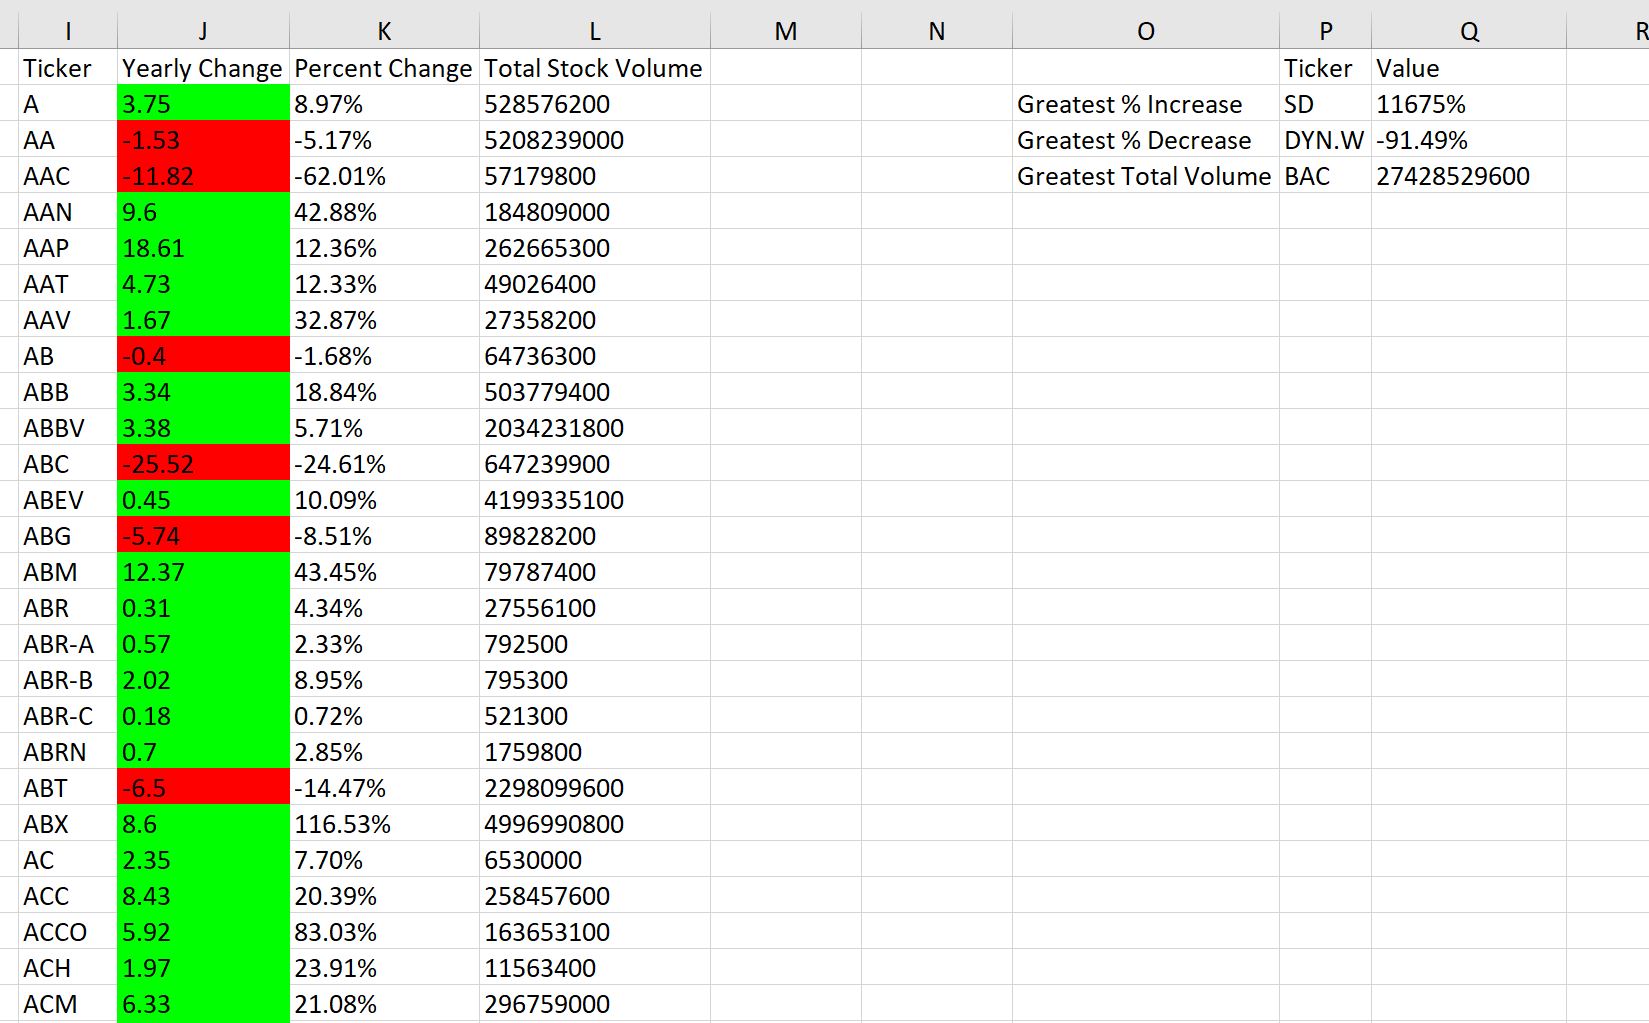 I J K L M N O P Q R
Ticker Yearly Change Percent Change Total Stock Volume Ticker Value
A 3.75 8.97% 528576200 Greatest % Increase SD 11675%
AA -1.53 -5.17% 5208239000 Greatest % Decrease DYN.W -91.49%
AAC -11.82 -62.01% 57179800 Greatest Total Volume BAC 27428529600
AAN 9.6 42.88% 184809000
AAP 18.61 12.36% 262665300
AAT 4.73 12.33% 49026400
AAV 1.67 32.87% 27358200
AB -0.4 -1.68% 64736300
ABB 3.34 18.84% 503779400
ABBV 3.38 5.71% 2034231800
ABC -25.52 -24.61% 647239900
ABEV 0.45 10.09% 4199335100
ABG -5.74 -8.51% 89828200
ABM 12.37 43.45% 79787400
ABR 0.31 4.34% 27556100
ABR-A 0.57 2.33% 792500
ABR-B 2.02 8.95% 795300
ABR-C 0.18 0.72% 521300
ABRN 0.7 2.85% 1759800
ABT -6.5 -14.47% 2298099600
ABX 8.6 116.53% 4996990800
AC 2.35 7.70% 6530000
ACC 8.43 20.39% 258457600
ACCO 5.92 83.03% 163653100
ACH 1.97 23.91% 11563400
ACM 6.33 21.08% 296759000